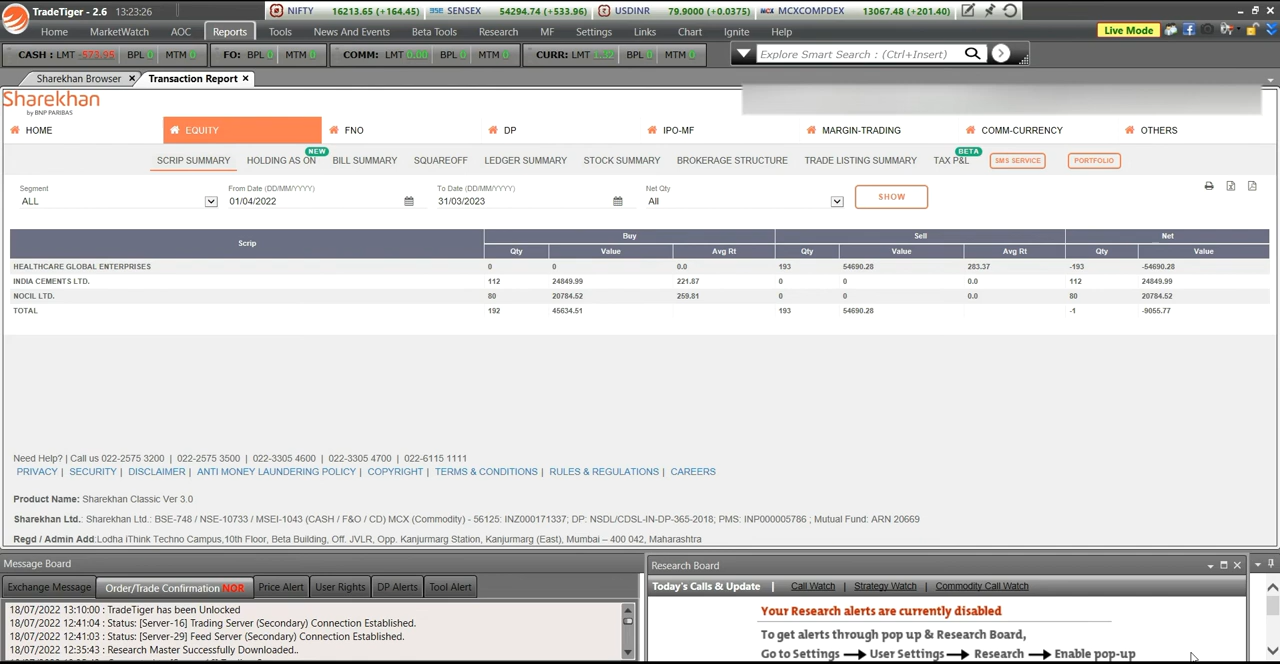 TradeTiger - 2.6 13:23:26 NIFTY 16213.65 (+164.45) BSE SENSEX 54294.74 (+533.96) USDINR 79.9000 (+0.0375) MCX MCXCOMPDEX 13067.48 (+201.40)
Home MarketWatch AOC Reports Tools News And Events Beta Tools Research MF Settings Links Chart Ignite Help Live Mode
CASH : LMT -573.95 BPL 0 MTM 0 FO: BPL 0 MTM 0 COMM: LMT 0.00 BPL 0 MTM 0 CURR: LMT 1.32 BPL 0 MTM 0 Explore Smart Search : (Ctrl+Insert)
Sharekhan Browser Transaction Report
Sharekhan
by BNP PARIBAS
HOME EQUITY FNO DP IPO-MF MARGIN-TRADING COMM-CURRENCY OTHERS
NEW BETA
SCRIP SUMMARY HOLDING AS ON BILL SUMMARY SQUAREOFF LEDGER SUMMARY STOCK SUMMARY BROKERAGE STRUCTURE TRADE LISTING SUMMARY TAX P&L SMS SERVICE PORTFOLIO
Segment From Date (DD/MM/YYYY) To Date (DD/MM/YYYY) Net Qty
ALL 01/04/2022 31/03/2023 All SHOW
Scrip Buy Sell Net
Qty Value Avg Rt Qty Value Avg Rt Qty Value
HEALTHCARE GLOBAL ENTERPRISES 0 0 0.0 193 54690.28 283.37 -193 -54690.28
INDIA CEMENTS LTD. 112 24849.99 221.87 0 0 0.0 112 24849.99
NOCIL LTD. 80 20784.52 259.81 0 0 0.0 80 20784.52
TOTAL 192 45634.51 193 54690.28 -1 -9055.77
Need Help? | Call us 022-2575 3200 | 022-2575 3500 | 022-3305 4600 | 022-3305 4700 | 022-6115 1111
PRIVACY | SECURITY | DISCLAIMER | ANTI MONEY LAUNDERING POLICY | COPYRIGHT | TERMS & CONDITIONS | RULES & REGULATIONS | CAREERS
Product Name: Sharekhan Classic Ver 3.0
Sharekhan Ltd.: Sharekhan Ltd.: BSE-748 / NSE-10733 / MSEI-1043 (CASH / F&O / CD) MCX (Commodity) - 56125: INZ000171337; DP: NSDL/CDSL-IN-DP-365-2018; PMS: INP000005786 ; Mutual Fund: ARN 20669
Regd / Admin Add:Lodha iThink Techno Campus,10th Floor, Beta Building, Off. JVLR, Opp. Kanjurmarg Station, Kanjurmarg (East), Mumbai – 400 042, Maharashtra
Message Board
Exchange Message Order/Trade Confirmation NOR Price Alert User Rights DP Alerts Tool Alert
18/07/2022 13:10:00 : TradeTiger has been Unlocked
18/07/2022 12:41:04 : Status: [Server-16] Trading Server (Secondary) Connection Established.
18/07/2022 12:41:03 : Status: [Server-29] Feed Server (Secondary) Connection Established.
18/07/2022 12:35:43 : Research Master Successfully Downloaded..
Research Board
Today's Calls & Update | Call Watch | Strategy Watch | Commodity Call Watch
Your Research alerts are currently disabled
To get alerts through pop up & Research Board,
Go to Settings → User Settings → Research → Enable pop-up